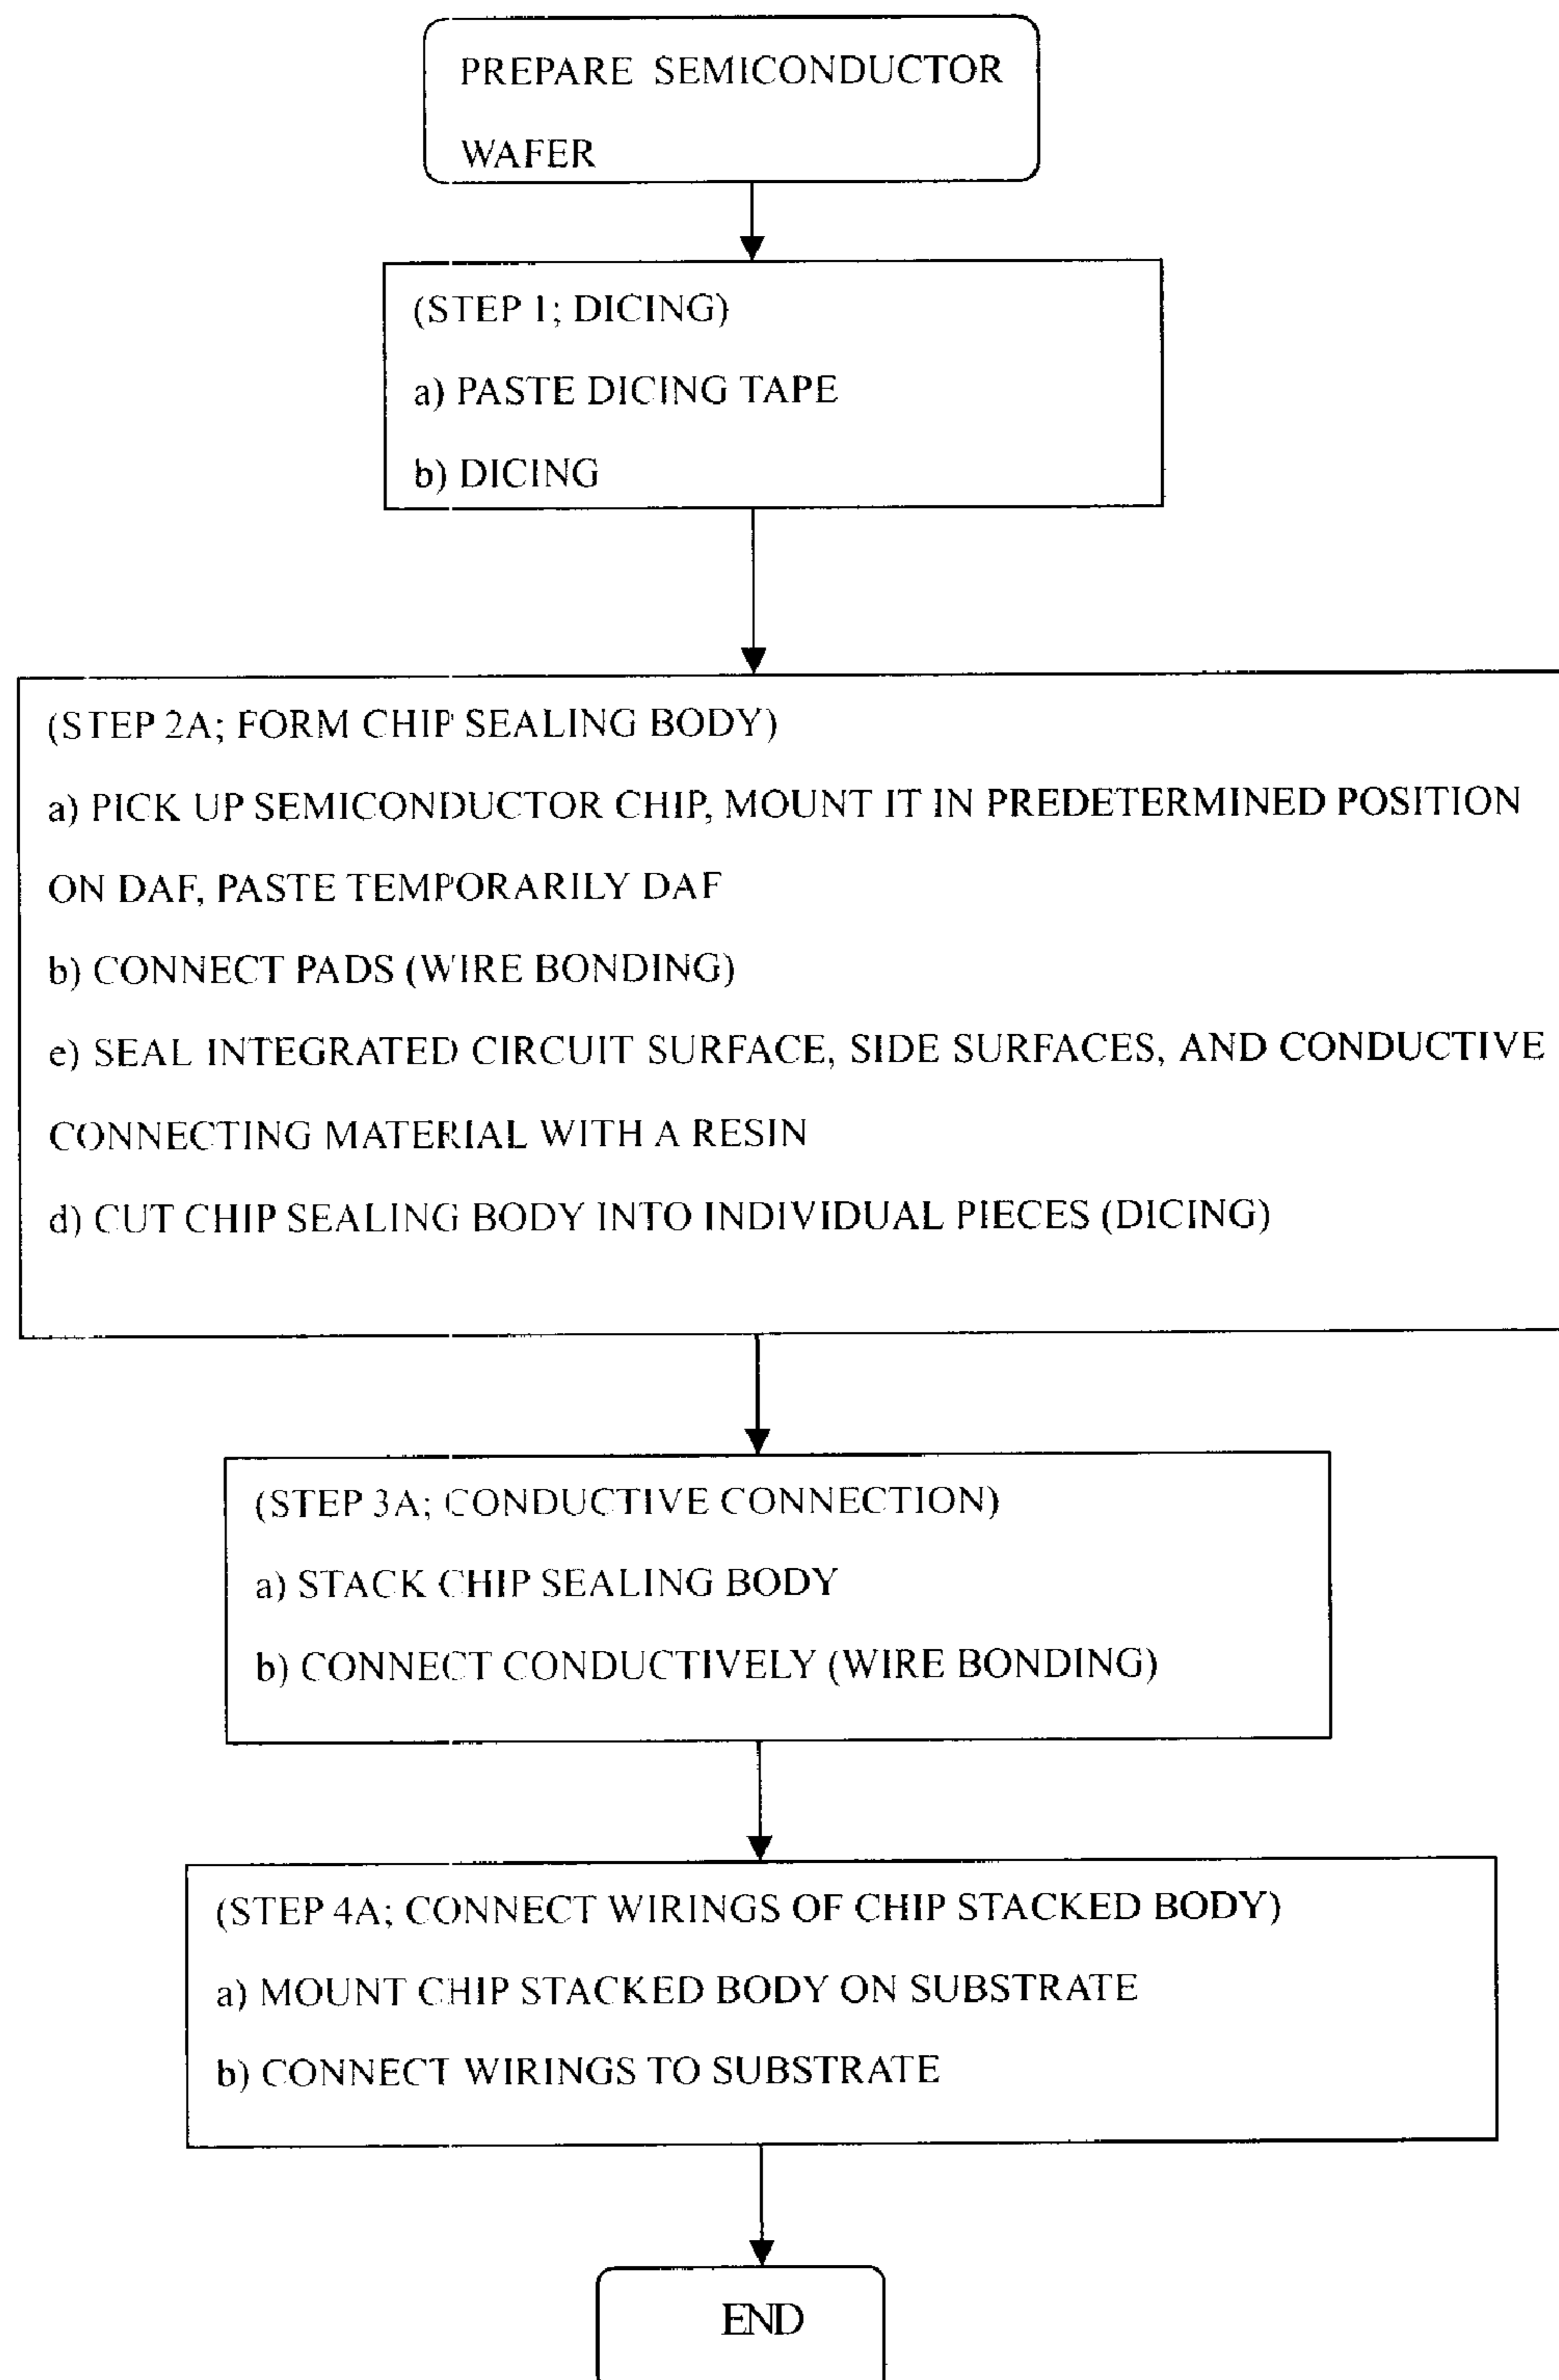 PREPARE SEMICONDUCTOR
WAFER
(STEP 1; DICING)
a) PASTE DICING TAPE
b) DICING
(STEP 2A; FORM CHIP SEALING BODY)
a) PICK UP SEMICONDUCTOR CHIP, MOUNT IT IN PREDETERMINED POSITION
ON DAF, PASTE TEMPORARILY DAF
b) CONNECT PADS (WIRE BONDING)
e) SEAL INTEGRATED CIRCUIT SURFACE, SIDE SURFACES, AND CONDUCTIVE
CONNECTING MATERIAL WITH A RESIN
d) CUT CHIP SEALING BODY INTO INDIVIDUAL PIECES (DICING)
(STEP 3A; CONDUCTIVE CONNECTION)
a) STACK CHIP SEALING BODY
b) CONNECT CONDUCTIVELY (WIRE BONDING)
(STEP 4A; CONNECT WIRINGS OF CHIP STACKED BODY)
a) MOUNT CHIP STACKED BODY ON SUBSTRATE
b) CONNECT WIRINGS TO SUBSTRATE
END